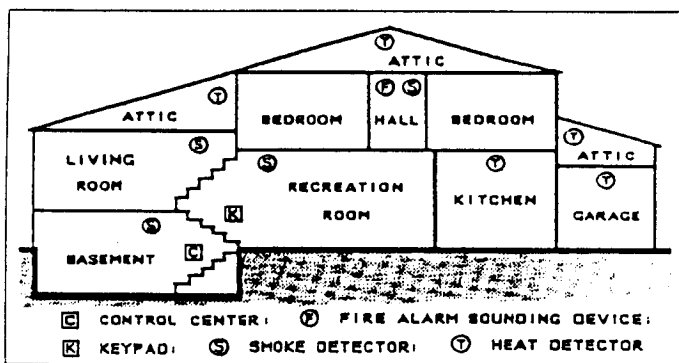 T
ATTIC
T
ATTIC
F S
BEDROOM HALL BEDROOM
T
ATTIC
S
LIVING
ROOM
S
RECREATION
ROOM
T
KITCHEN
T
GARAGE
K
S
BASEMENT
C
C CONTROL CENTER; F FIRE ALARM SOUNDING DEVICE;
K KEYPAD; S SMOKE DETECTOR; T HEAT DETECTOR